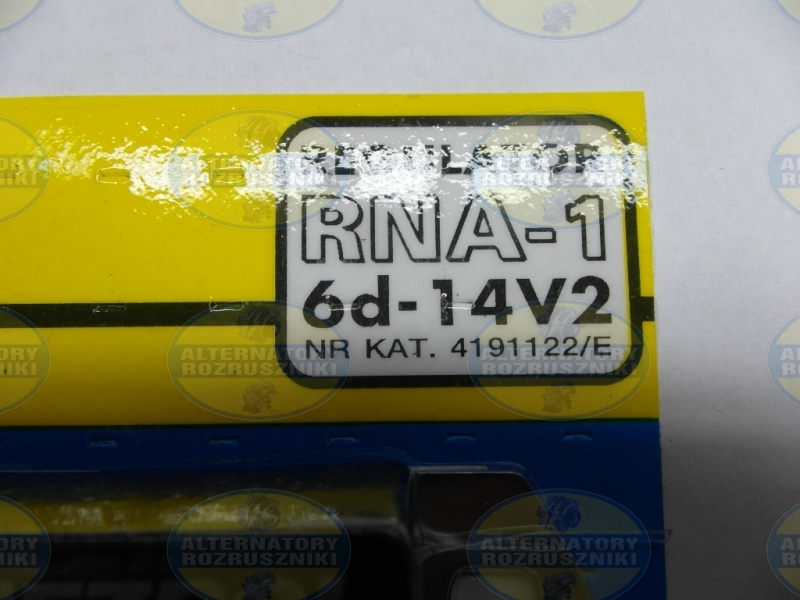 REGULATOR
RNA-1
6d-14V2
NR KAT. 4191122/E
ALTERNATORY
ROZRUSZNIKI